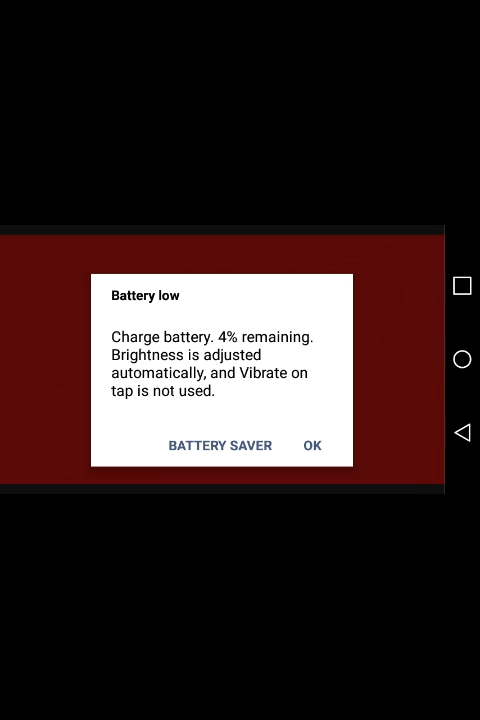 Battery low
Charge battery. 4% remaining.
Brightness is adjusted
automatically, and Vibrate on
tap is not used.
BATTERY SAVER OK